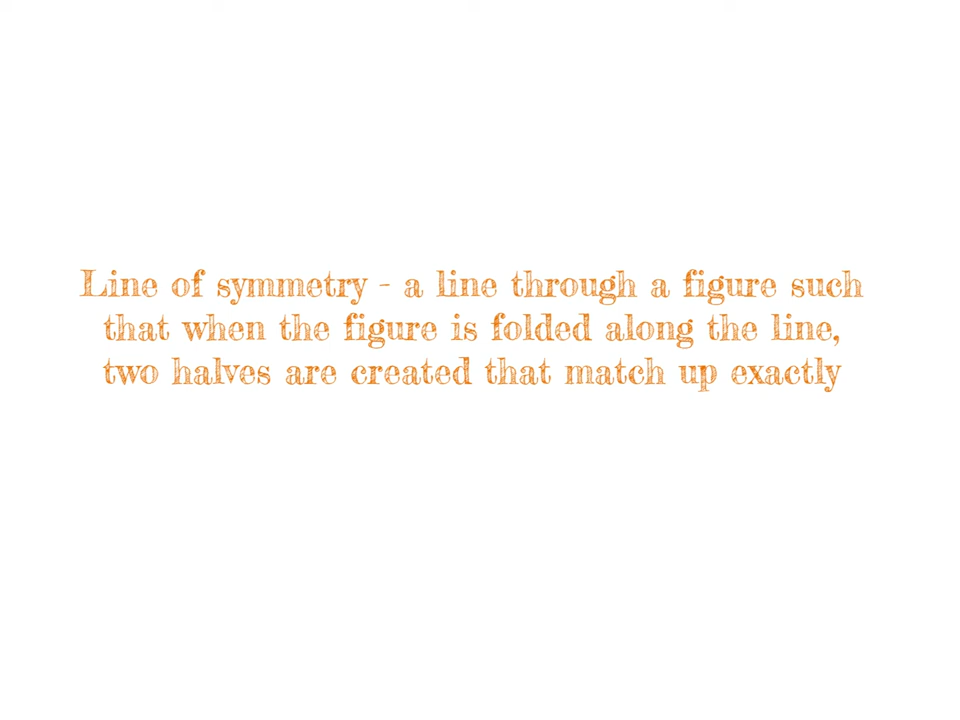 Line of symmetry - a line through a figure such
that when the figure is folded along the line,
two halves are created that match up exactly